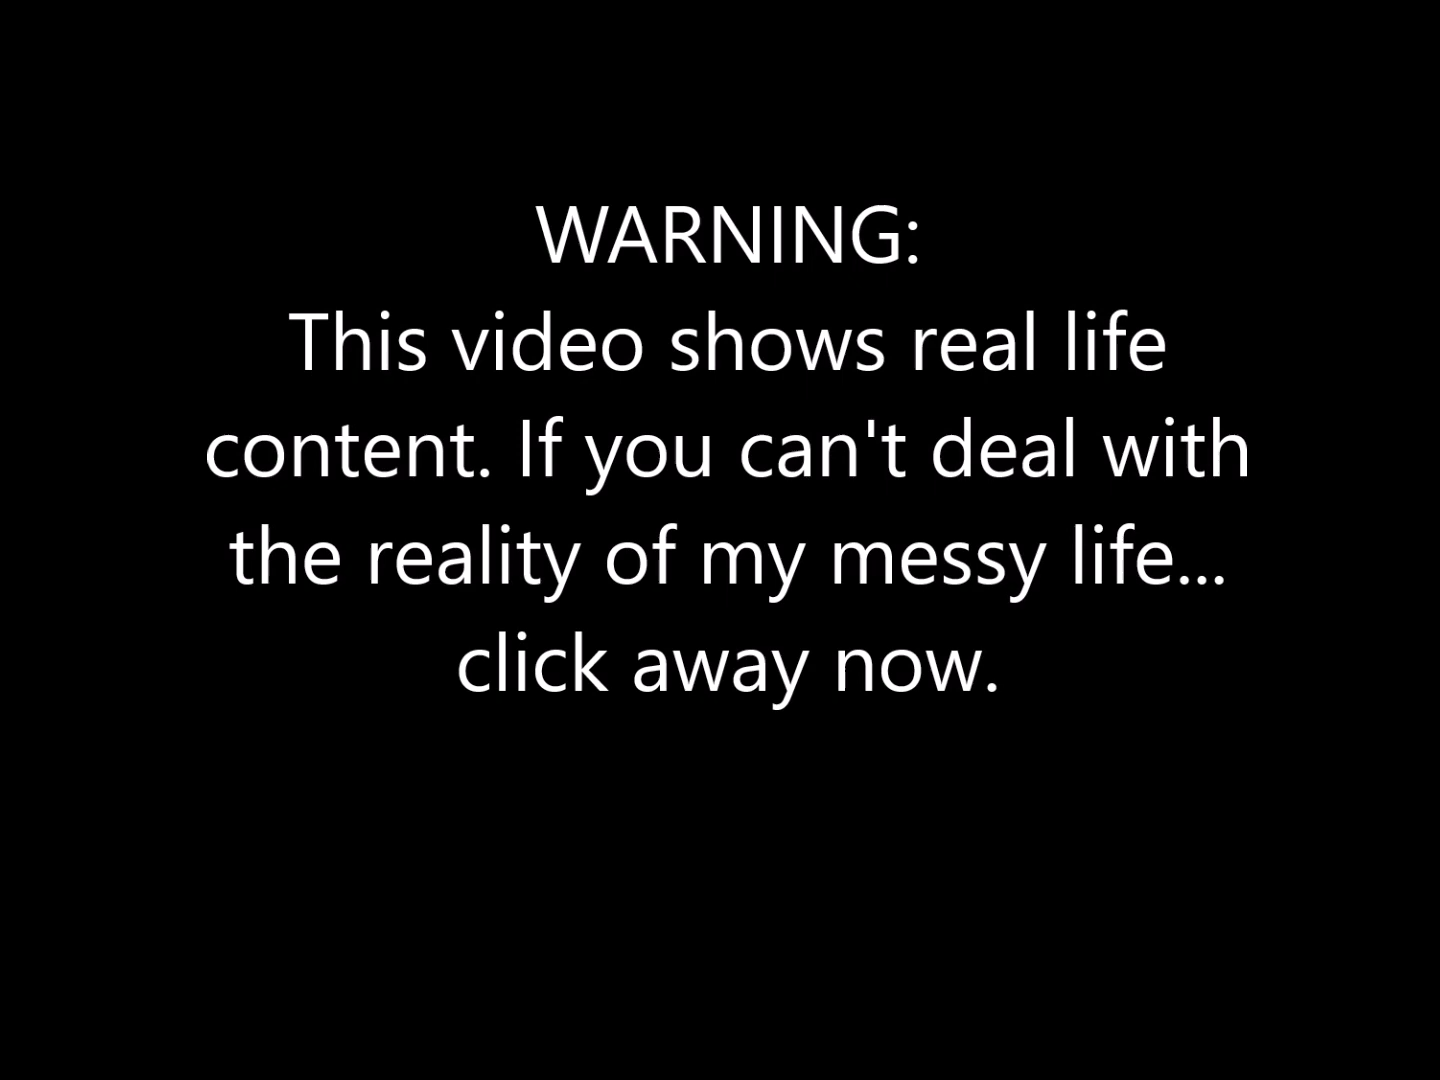 WARNING:
This video shows real life
content. If you can't deal with
the reality of my messy life...
click away now.